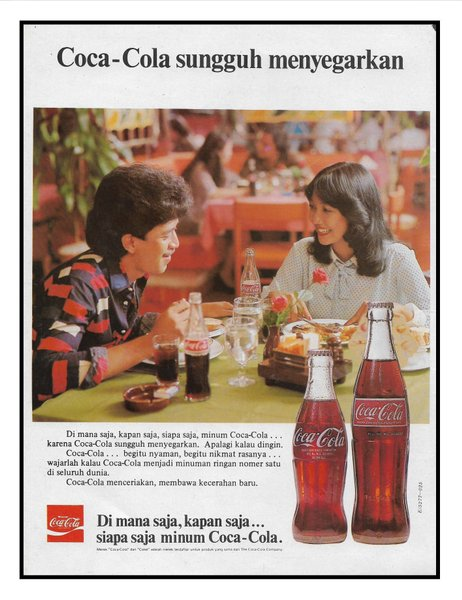 Coca-Cola sungguh menyegarkan
Di mana saja, kapan saja, siapa saja, minum Coca-Cola . . .
karena Coca-Cola sungguh menyegarkan. Apalagi kalau dingin.
Coca-Cola . . . begitu nyaman, begitu nikmat rasanya . . .
wajarlah kalau Coca-Cola menjadi minuman ringan nomer satu
di seluruh dunia.
Coca-Cola menceriakan, membawa kecerahan baru.
Coca-Cola
Coca-Cola
Coca-Cola
Coca-Cola
Coca-Cola
Di mana saja, kapan saja...
siapa saja minum Coca-Cola.
Merek "Coca-Cola" dan "Coke" adalah merek terdaftar untuk produk yang sama dari The Coca-Cola Company